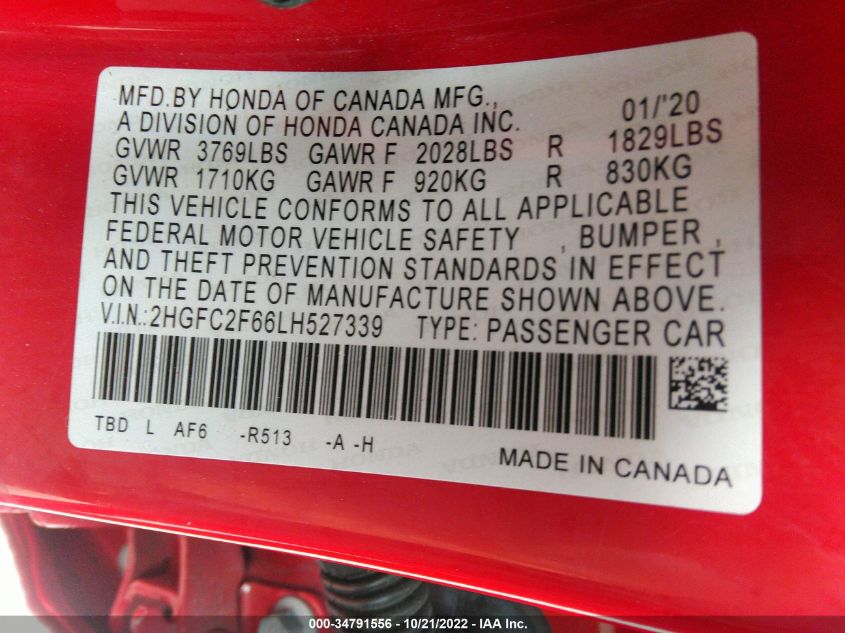 MFD.BY HONDA OF CANADA MFG., 01/'20
A DIVISION OF HONDA CANADA INC.
GVWR 3769LBS GAWR F 2028LBS R 1829LBS
GVWR 1710KG GAWR F 920KG R 830KG
THIS VEHICLE CONFORMS TO ALL APPLICABLE
FEDERAL MOTOR VEHICLE SAFETY , BUMPER ,
AND THEFT PREVENTION STANDARDS IN EFFECT
ON THE DATE OF MANUFACTURE SHOWN ABOVE.
V.I.N.:2HGFC2F66LH527339 TYPE: PASSENGER CAR
TBD L AF6 -R513 -A -H
MADE IN CANADA
000-34791556 - 10/21/2022 - IAA Inc.